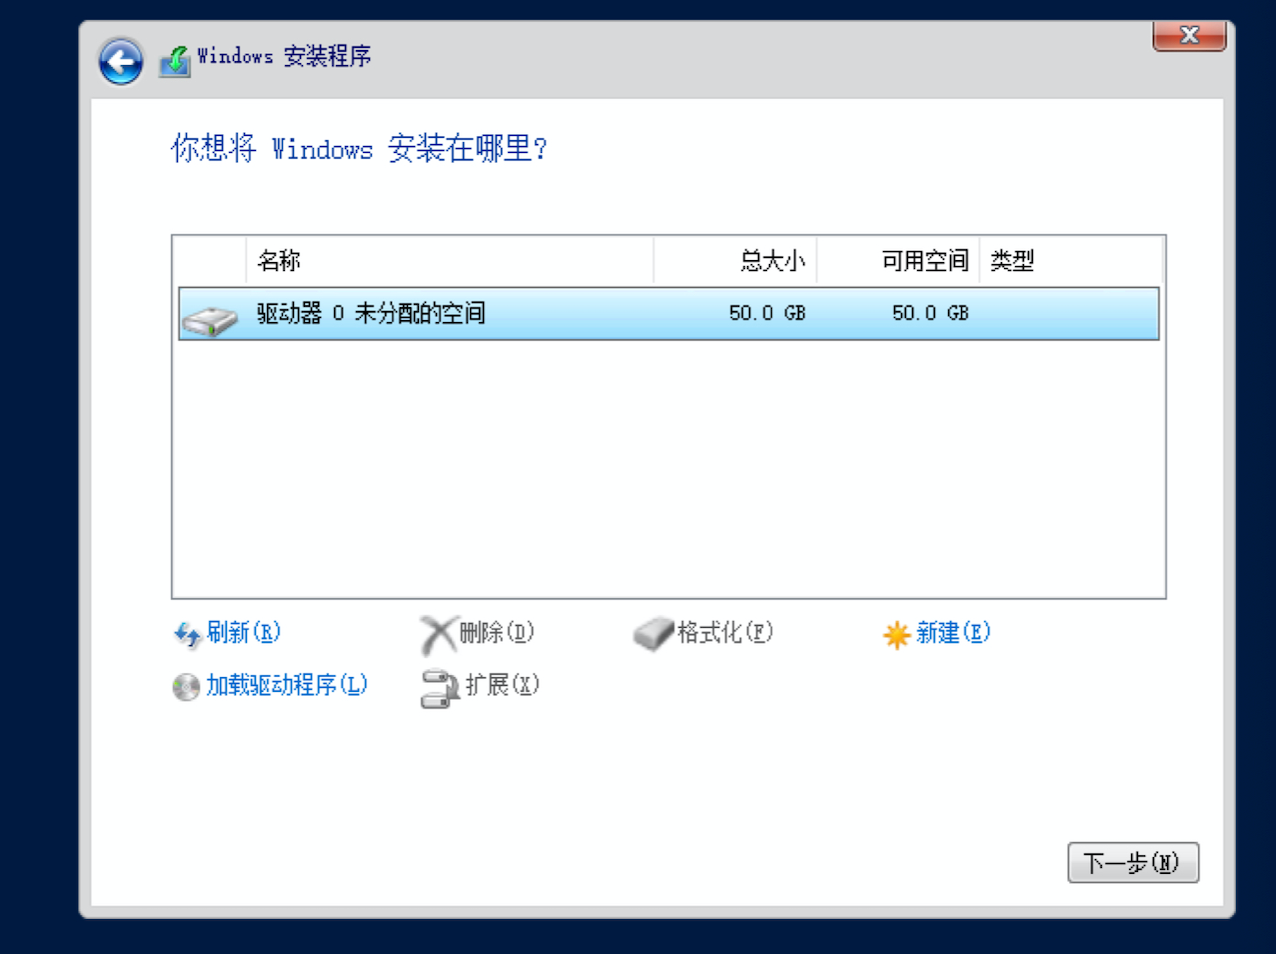 Windows 安装程序
你想将 Windows 安装在哪里?
名称 总大小 可用空间 类型
驱动器 0 未分配的空间 50.0 GB 50.0 GB
刷新(R) 删除(D) 格式化(F) 新建(E)
加载驱动程序(L) 扩展(X)
下一步(N)